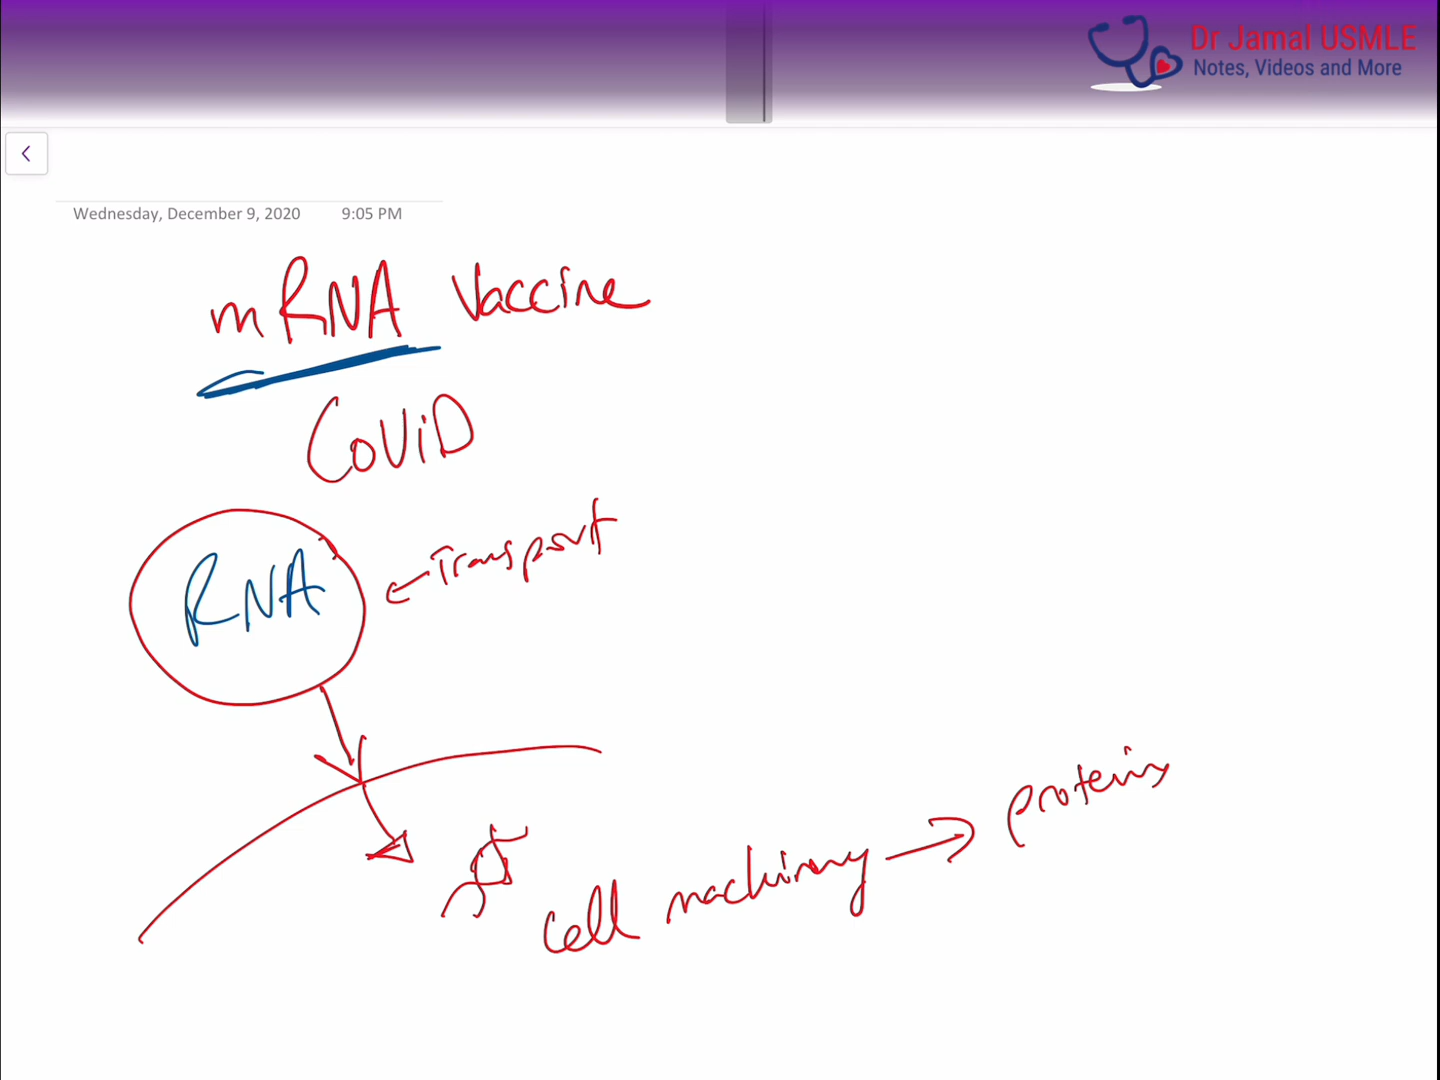 Dr Jamal USMLE
Notes, Videos and More
Wednesday, December 9, 2020 9:05 PM
mRNA Vaccine
CoViD
RNA
Transport
proteins
cell machinery